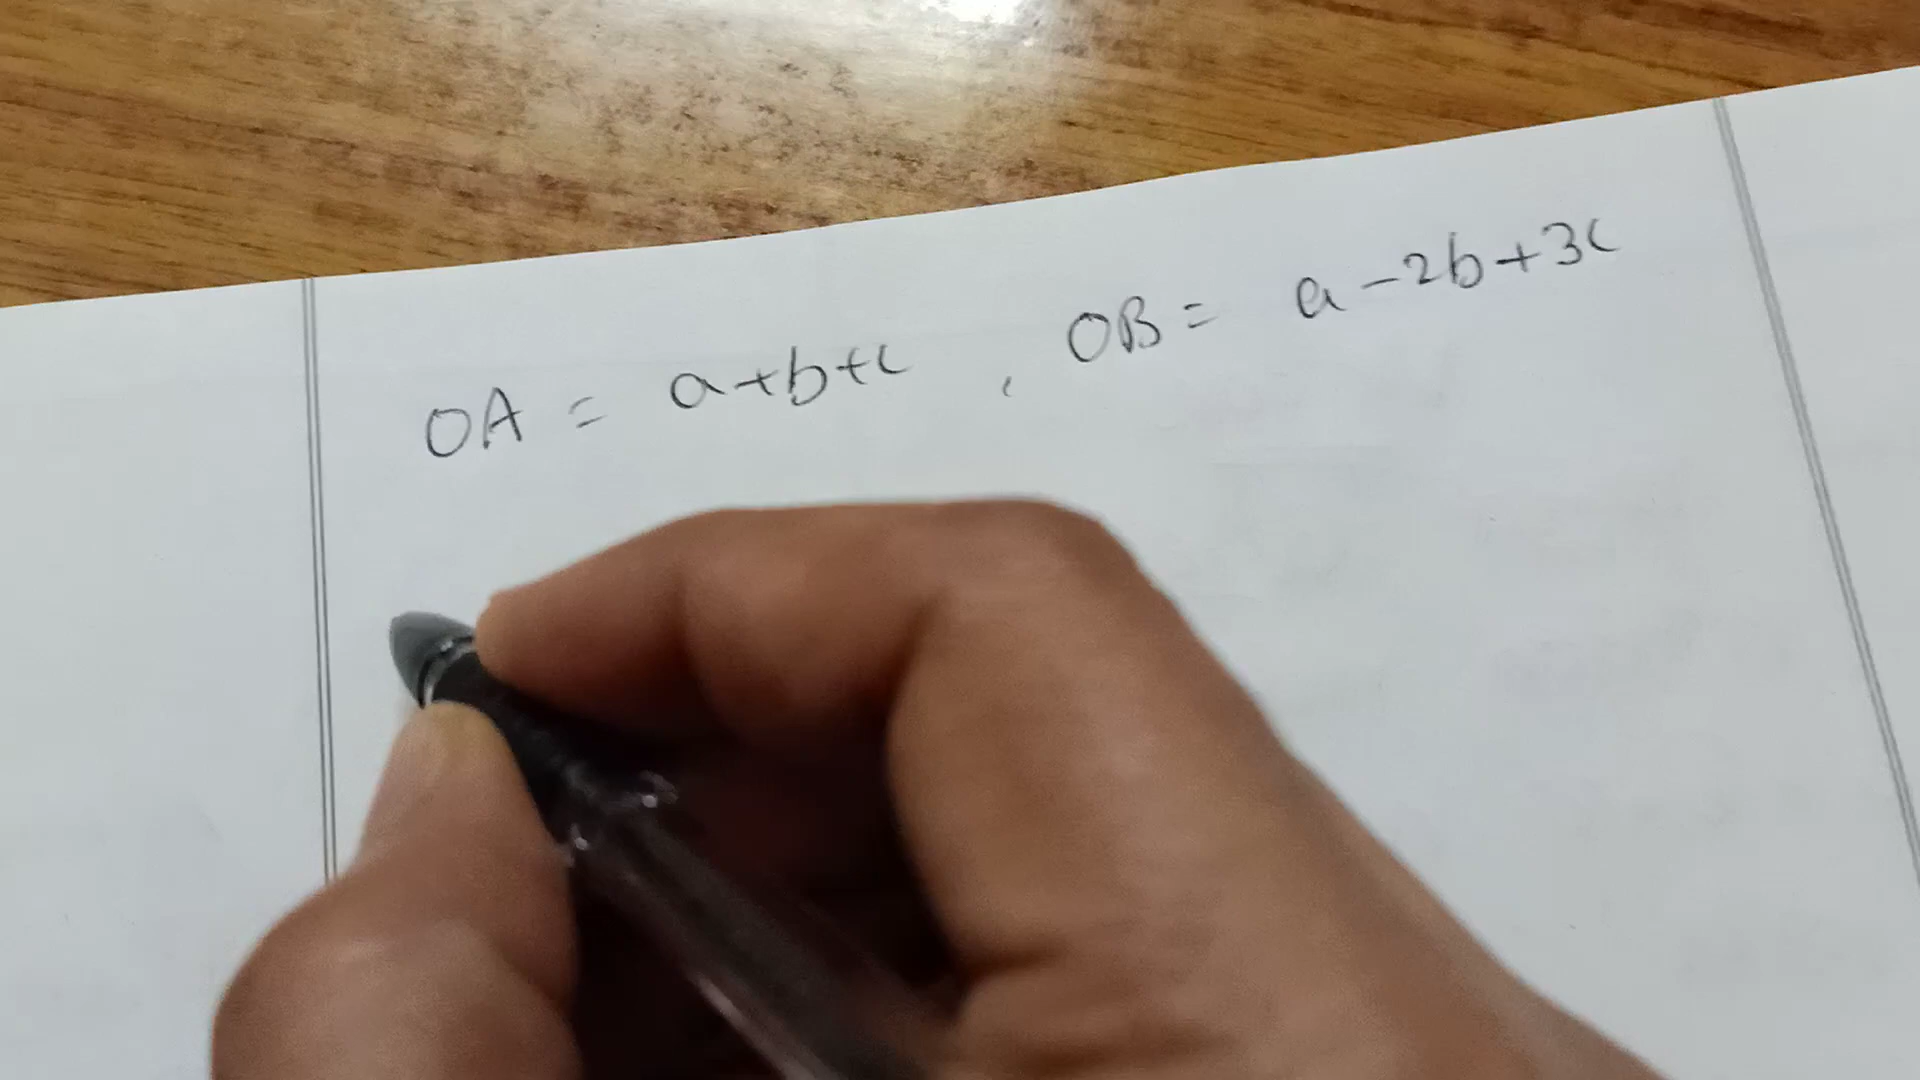 OA = a+b+c , OB = a-2b+3c